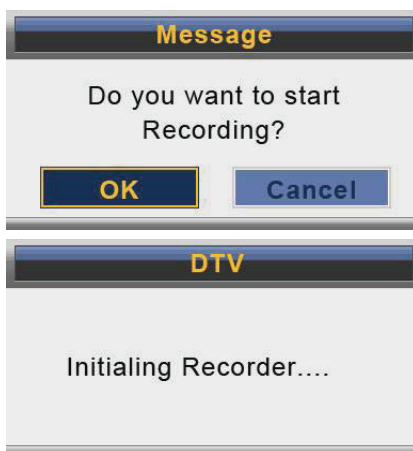 Message
Do you want to start
Recording?
OK Cancel
DTV
Initialing Recorder....